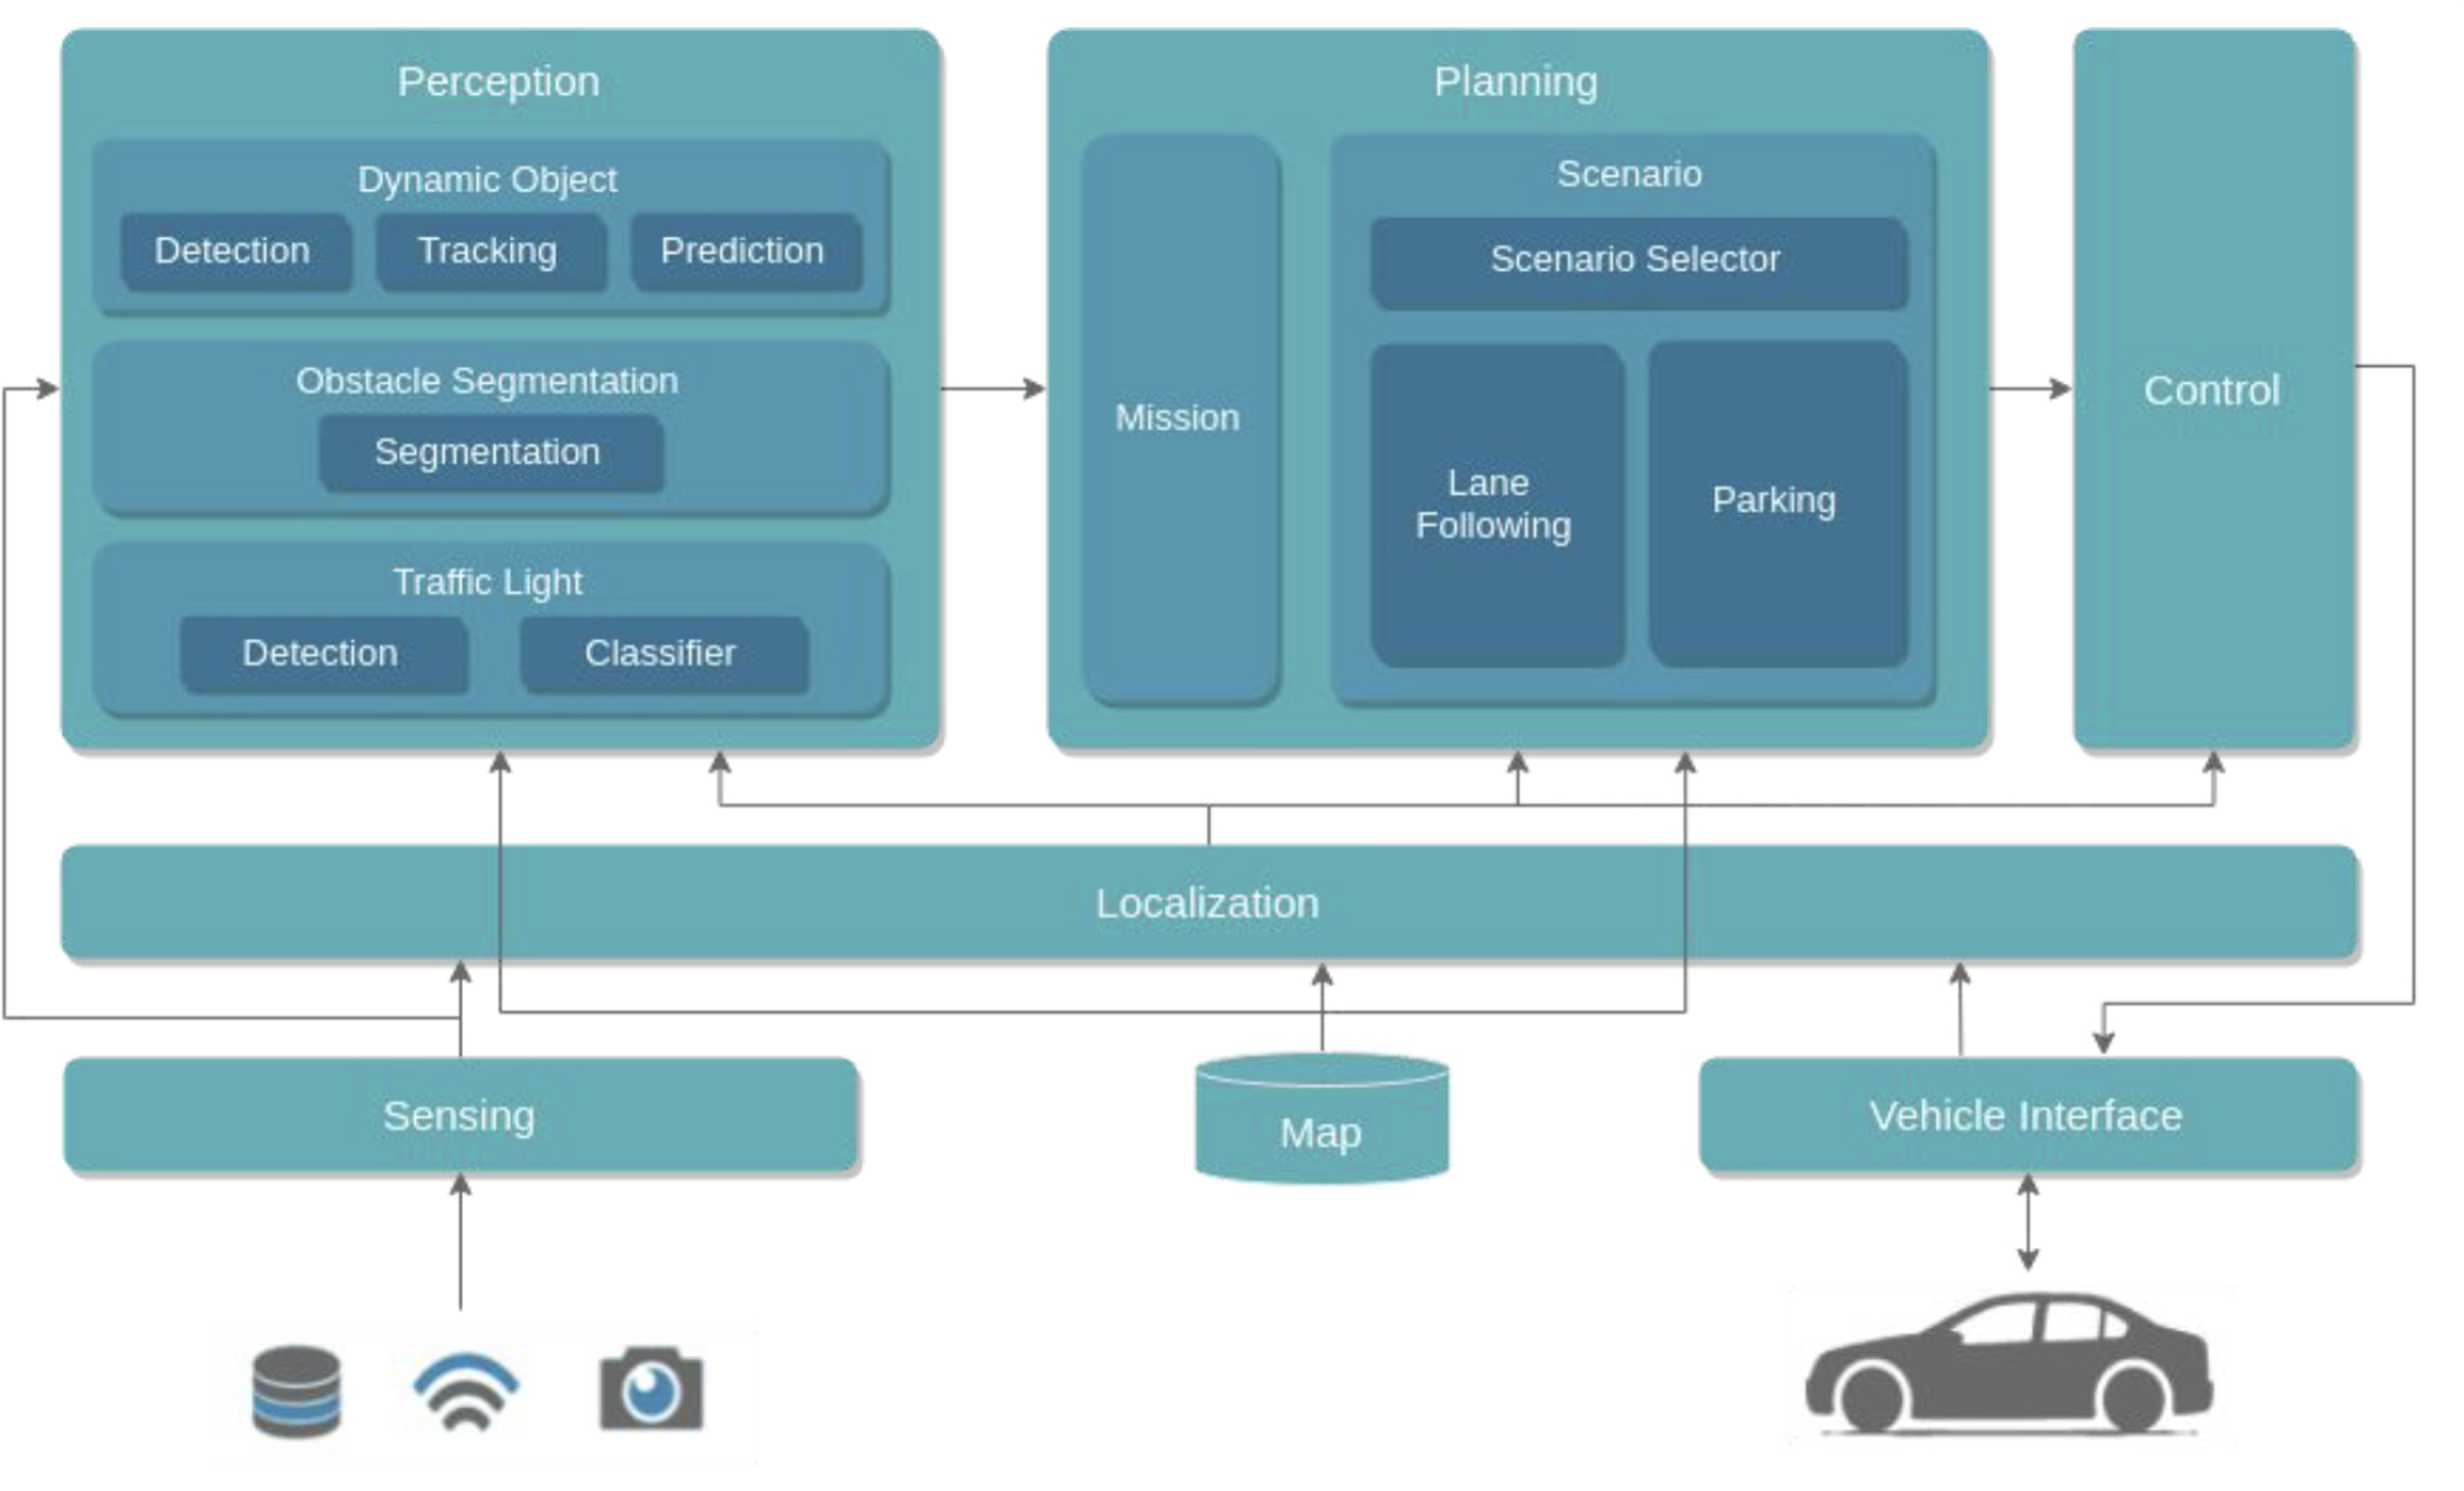 Perception
Dynamic Object
Detection
Tracking
Prediction
Obstacle Segmentation
Segmentation
Traffic Light
Detection
Classifier
Planning
Mission
Scenario
Scenario Selector
Lane
Following
Parking
Control
Localization
Sensing
Map
Vehicle Interface